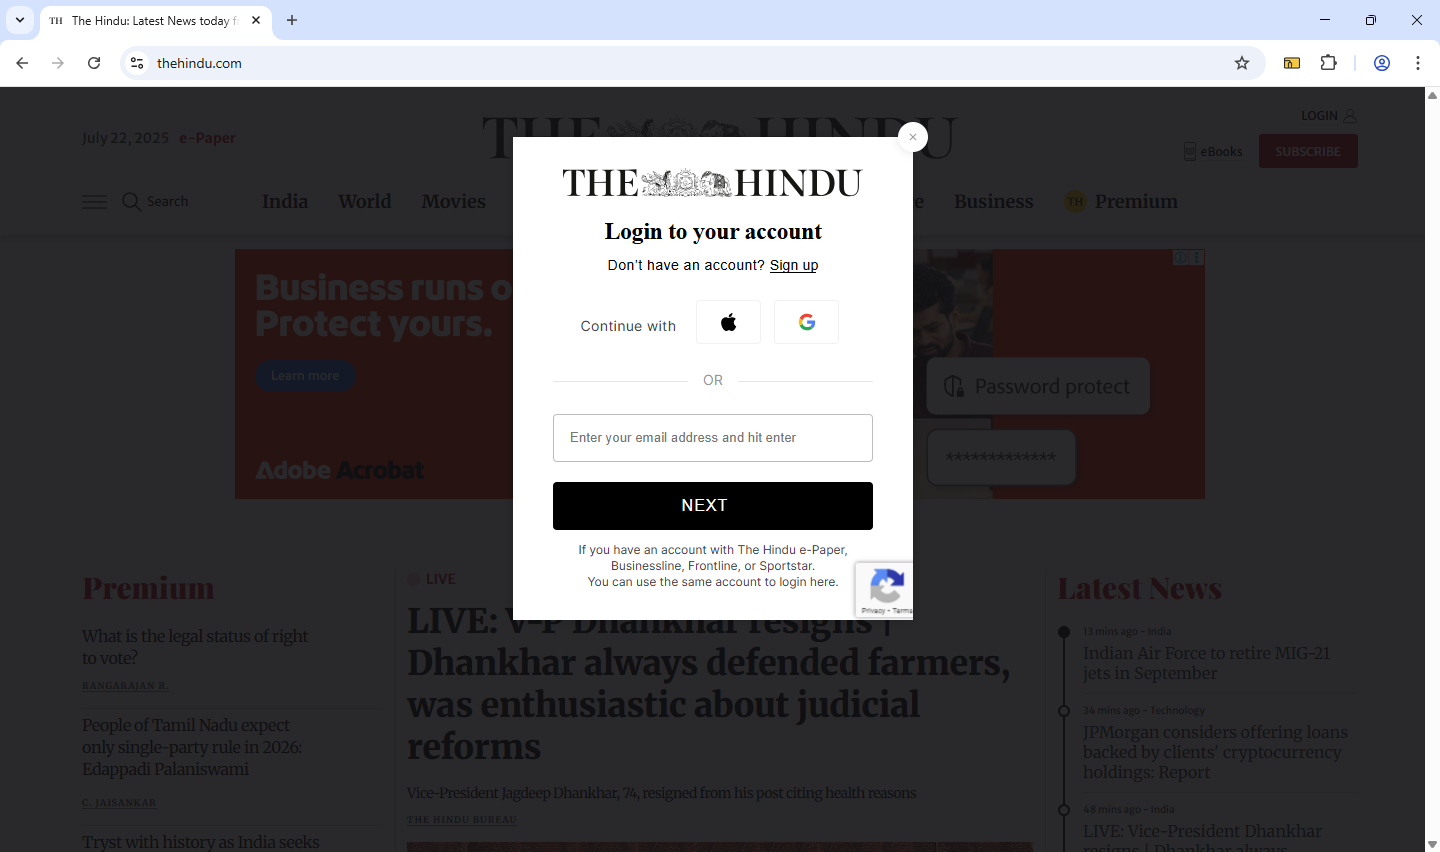 TH The Hindu: Latest News today f
thehindu.com
July 22, 2025 e-Paper
THE HINDU
LOGIN
eBooks
SUBSCRIBE
Search
India World Movies
Business TH Premium
Business runs o
Protect yours.
Learn more
Adobe Acrobat
Password protect
*************
THE HINDU
Login to your account
Don't have an account? Sign up
Continue with
OR
Enter your email address and hit enter
NEXT
If you have an account with The Hindu e-Paper,
Businessline, Frontline, or Sportstar.
You can use the same account to login here.
Privacy - Terms
Premium
What is the legal status of right
to vote?
RANGARAJAN R.
People of Tamil Nadu expect
only single-party rule in 2026:
Edappadi Palaniswami
C. JAISANKAR
Tryst with history as India seeks
LIVE
LIVE: V-P Dhankhar resigns |
Dhankhar always defended farmers,
was enthusiastic about judicial
reforms
Vice-President Jagdeep Dhankhar, 74, resigned from his post citing health reasons
THE HINDU BUREAU
Latest News
13 mins ago - India
Indian Air Force to retire MIG-21
jets in September
34 mins ago - Technology
JPMorgan considers offering loans
backed by clients' cryptocurrency
holdings: Report
48 mins ago - India
LIVE: Vice-President Dhankhar
resigns | Dhankhar always